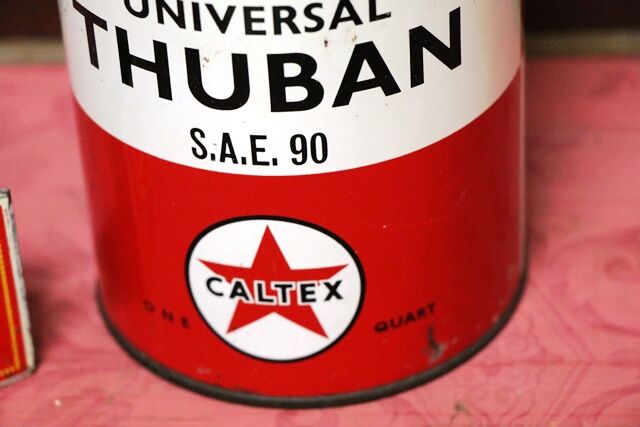 UNIVERSAL
THUBAN
S.A.E. 90
CALTEX
ONE QUART